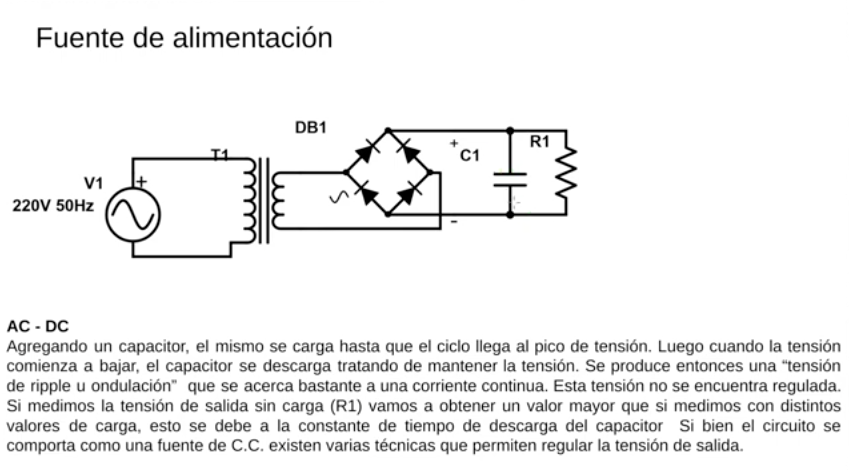 Fuente de alimentación
DB1
T1
+
C1
R1
V1
+
220V 50Hz
-
AC - DC
Agregando un capacitor, el mismo se carga hasta que el ciclo llega al pico de tensión. Luego cuando la tensión
comienza a bajar, el capacitor se descarga tratando de mantener la tensión. Se produce entonces una “tensión
de ripple u ondulación” que se acerca bastante a una corriente continua. Esta tensión no se encuentra regulada.
Si medimos la tensión de salida sin carga (R1) vamos a obtener un valor mayor que si medimos con distintos
valores de carga, esto se debe a la constante de tiempo de descarga del capacitor Si bien el circuito se
comporta como una fuente de C.C. existen varias técnicas que permiten regular la tensión de salida.